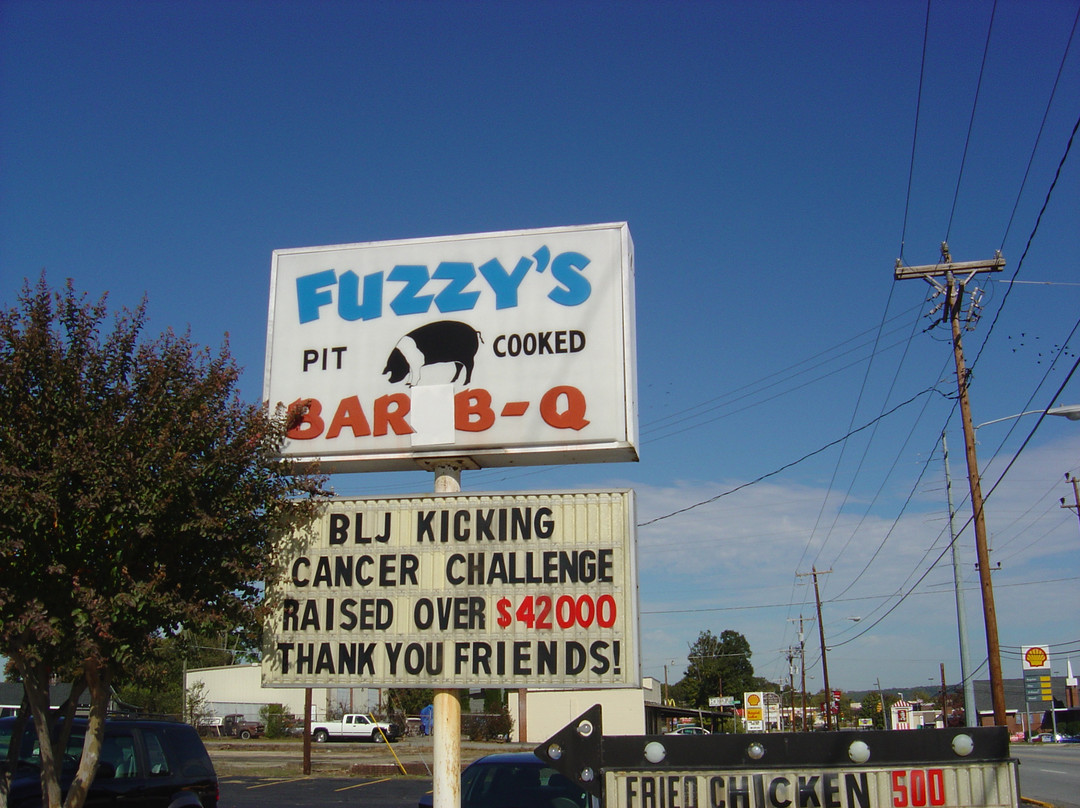 FUZZY'S
PIT COOKED
BAR B-Q
BLJ KICKING
CANCER CHALLENGE
RAISED OVER $42000
THANK YOU FRIENDS!
FRIED CHICKEN 500